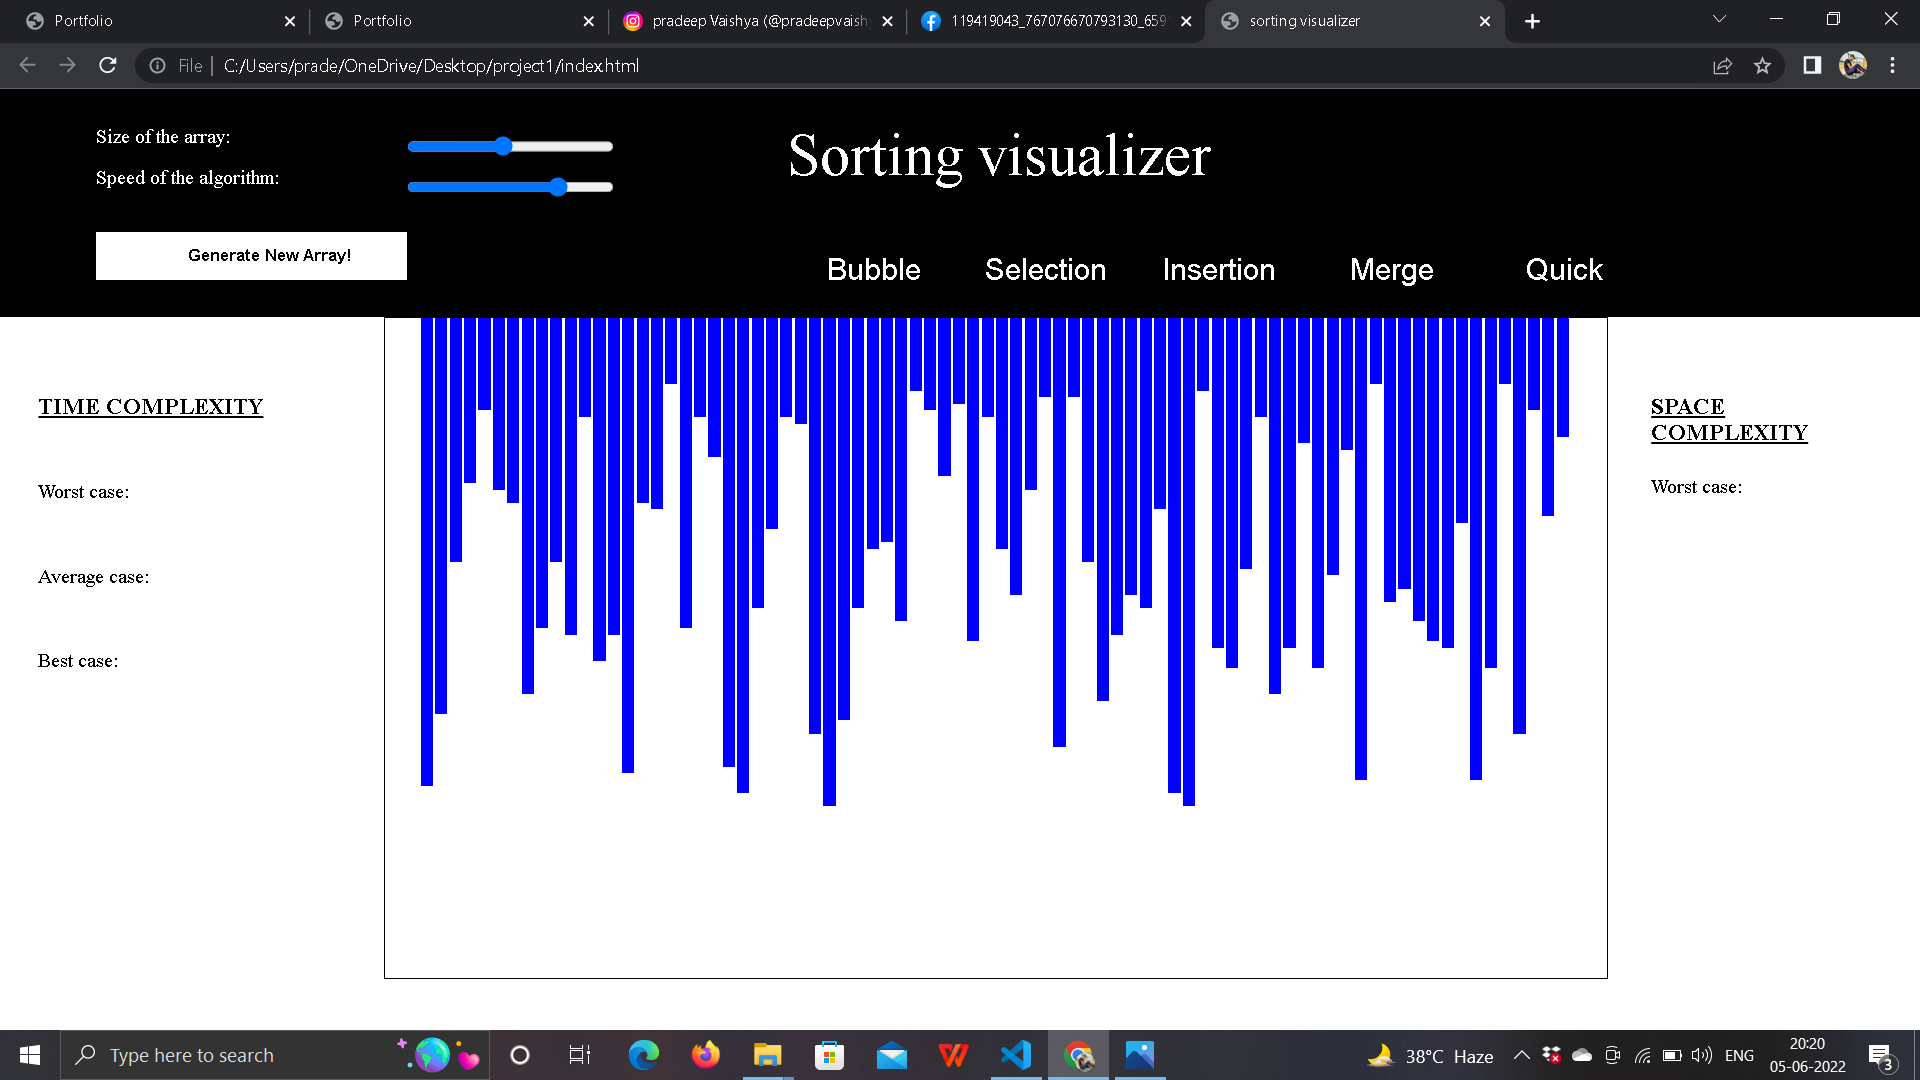 Portfolio
Portfolio
pradeep Vaishya (@pradeepvaish
119419043_767076670793130_659
sorting visualizer
File
C:/Users/prade/OneDrive/Desktop/project1/index.html
Size of the array:
Speed of the algorithm:
Sorting visualizer
Generate New Array!
Bubble Selection Insertion Merge Quick
TIME COMPLEXITY
Worst case:
Average case:
Best case:
SPACE
COMPLEXITY
Worst case:
Type here to search
38°C Haze
ENG
20:20
05-06-2022
3